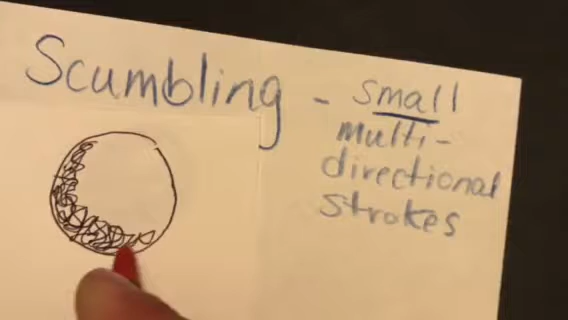 Scumbling - small
multi-
directional
strokes